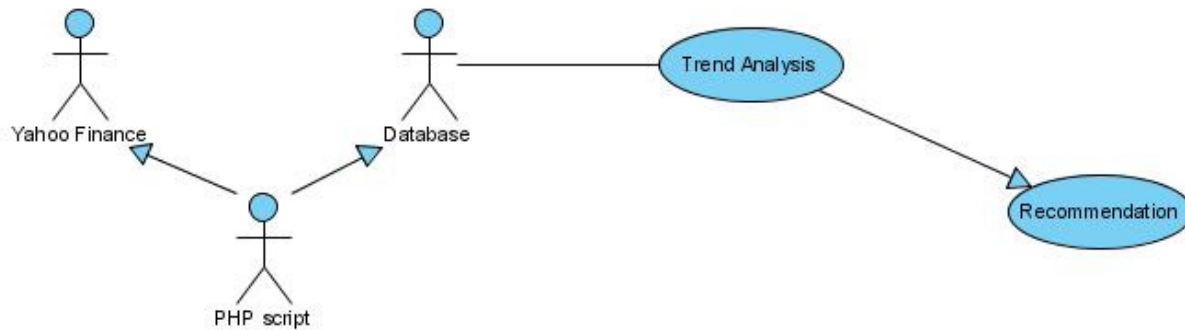 Yahoo Finance
Database
Trend Analysis
Recommendation
PHP script